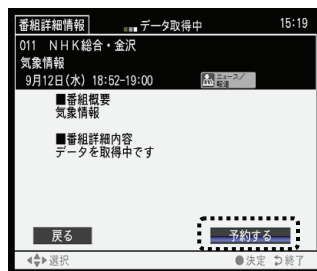 番組詳細情報 データ取得中 15:19
011 NHK総合・金沢
気象情報
9月12日(水) 18:52-19:00 ニュース/報道
■番組概要
気象情報
■番組詳細内容
データを取得中です
戻る 予約する
選択 ●決定 終了